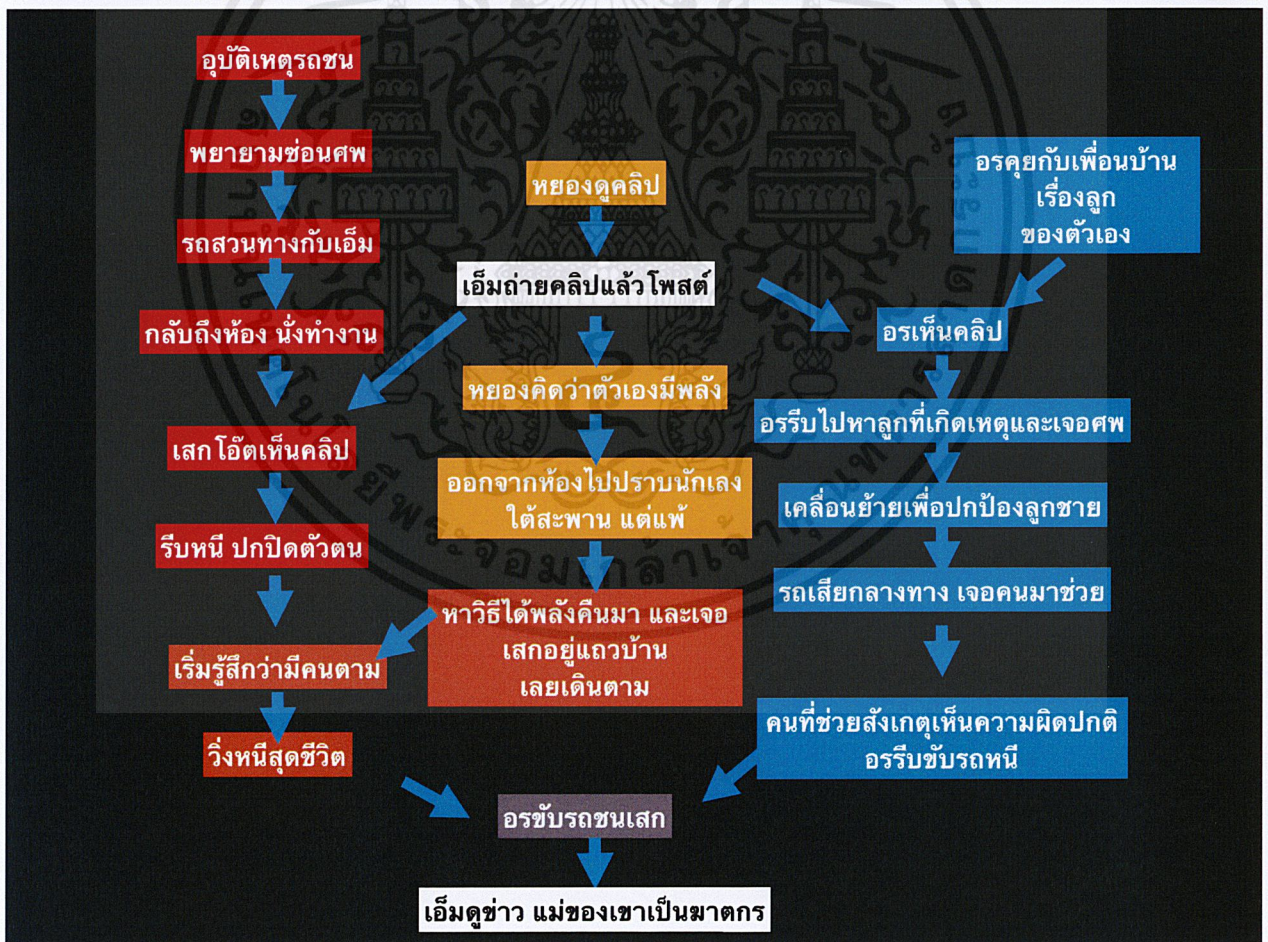 อุบัติเหตุรถชน
พยายามซ่อนศพ
รถสวนทางกับเอ็ม
กลับถึงห้อง นั่งทำงาน
เสกโอ๊ตเห็นคลิป
รีบหนี ปกปิดตัวตน
เริ่มรู้สึกว่ามีคนตาม
วิ่งหนีสุดชีวิต
หยองดูคลิป
เอ็มถ่ายคลิปแล้วโพสต์
หยองคิดว่าตัวเองมีพลัง
ออกจากห้องไปปราบนักเลง
ใต้สะพาน แต่แพ้
หาวิธีได้พลังคืนมา และเจอ
เสกอยู่แถวบ้าน
เลยเดินตาม
อรคุยกับเพื่อนบ้าน
เรื่องลูก
ของตัวเอง
อรเห็นคลิป
อรรีบไปหาลูกที่เกิดเหตุและเจอศพ
เคลื่อนย้ายเพื่อปกป้องลูกชาย
รถเสียกลางทาง เจอคนมาช่วย
คนที่ช่วยสังเกตุเห็นความผิดปกติ
อรรีบขับรถหนี
อรขับรถชนเสก
เอ็มดูข่าว แม่ของเขาเป็นฆาตกร